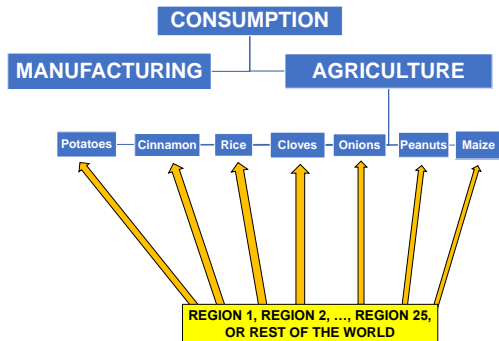 CONSUMPTION
MANUFACTURING
AGRICULTURE
Potatoes
Cinnamon
Rice
Cloves
Onions
Peanuts
Maize
REGION 1, REGION 2, …, REGION 25,
OR REST OF THE WORLD